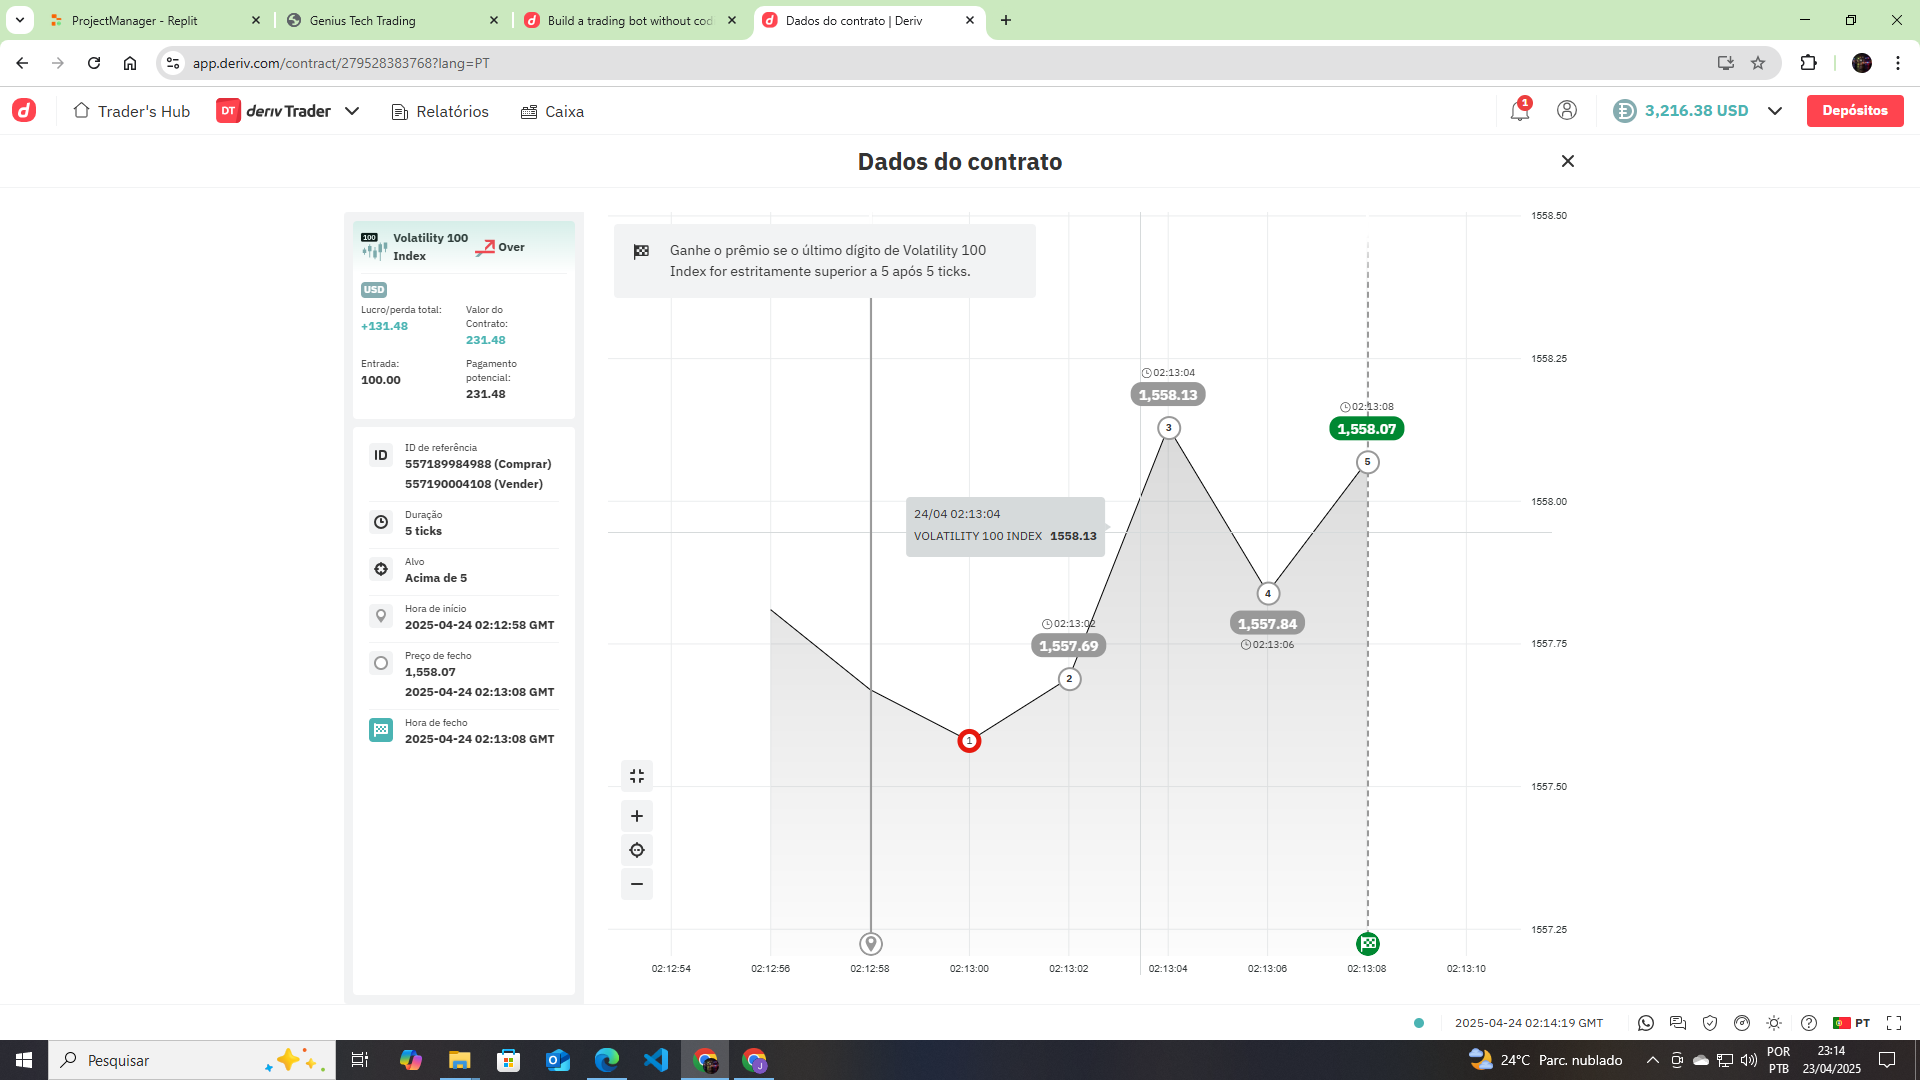 ProjectManager - Replit
Genius Tech Trading
Build a trading bot without cod
Dados do contrato | Deriv
app.deriv.com/contract/279528383768?lang=PT
Trader's Hub
DT deriv Trader
Relatórios
Caixa
1
3,216.38 USD
Depósitos
Dados do contrato
100
Volatility 100
Index
Over
USD
Lucro/perda total:
+131.48
Valor do
Contrato:
231.48
Entrada:
100.00
Pagamento
potencial:
231.48
ID
ID de referência
557189984988 (Comprar)
557190004108 (Vender)
Duração
5 ticks
Alvo
Acima de 5
Hora de início
2025-04-24 02:12:58 GMT
Preço de fecho
1,558.07
2025-04-24 02:13:08 GMT
Hora de fecho
2025-04-24 02:13:08 GMT
Ganhe o prêmio se o último dígito de Volatility 100
Index for estritamente superior a 5 após 5 ticks.
1558.50
1558.25
1558.00
1557.75
1557.50
1557.25
02:13:04
1,558.13
3
02:13:08
1,558.07
5
24/04 02:13:04
VOLATILITY 100 INDEX 1558.13
4
1,557.84
02:13:06
02:13:02
1,557.69
2
1
02:12:54
02:12:56
02:12:58
02:13:00
02:13:02
02:13:04
02:13:06
02:13:08
02:13:10
2025-04-24 02:14:19 GMT
PT
Pesquisar
J
24°C Parc. nublado
POR
PTB
23:14
23/04/2025